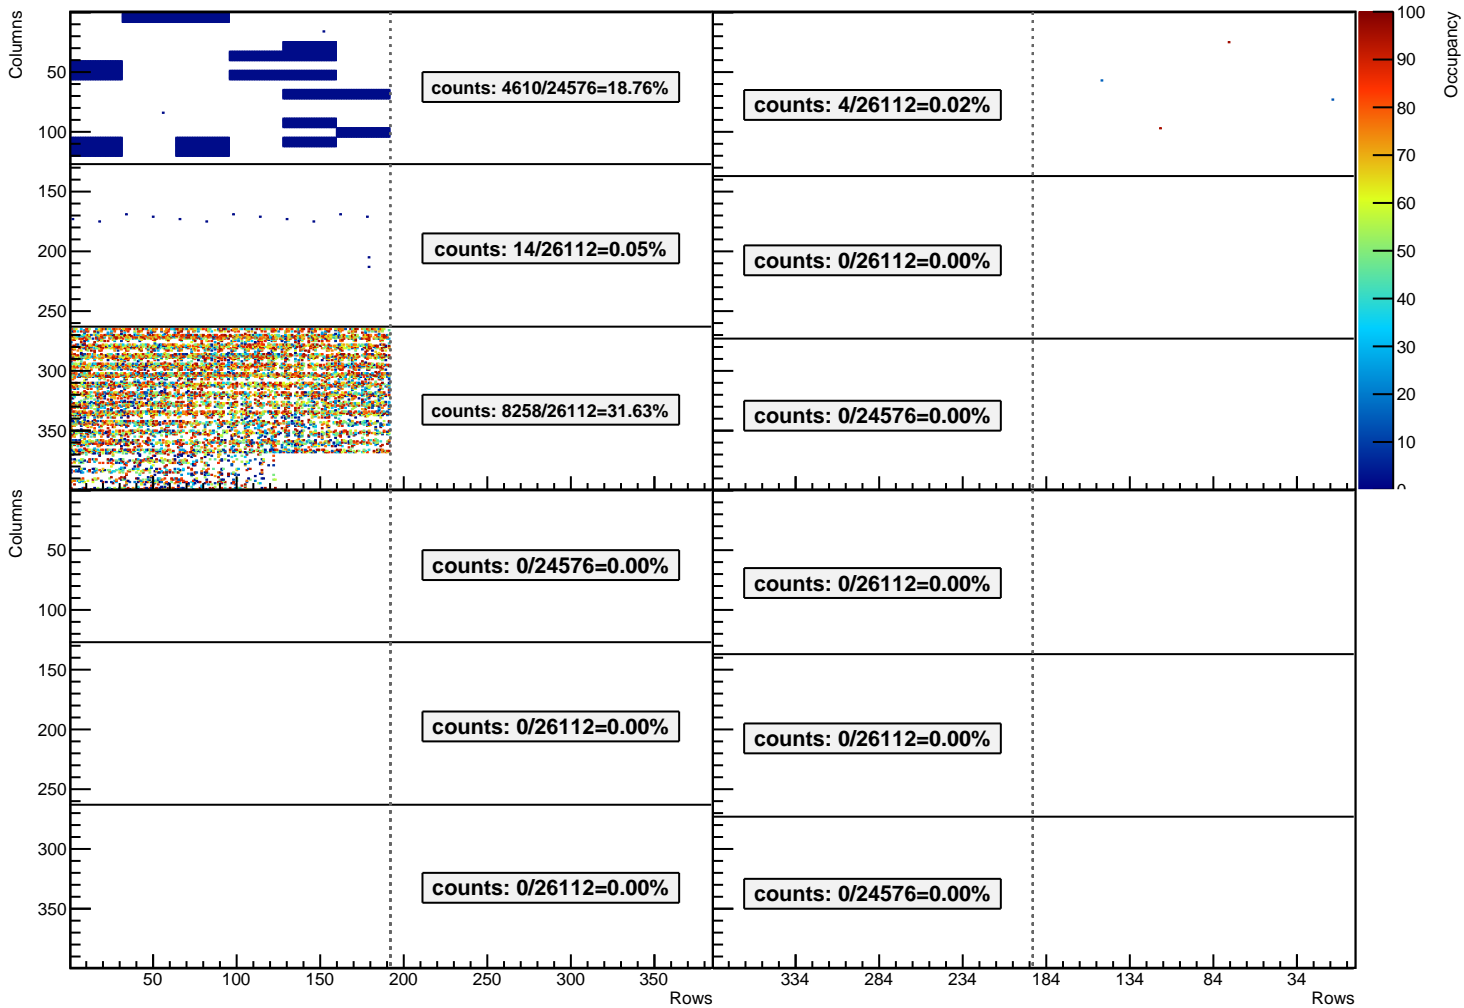 Columns
50
100
150
200
250
300
350
counts: 4610/24576=18.76%
counts: 14/26112=0.05%
counts: 8258/26112=31.63%
counts: 4/26112=0.02%
counts: 0/26112=0.00%
counts: 0/24576=0.00%
100
90
80
70
60
50
40
30
20
10
0
Occupancy
Columns
50
100
150
200
250
300
350
counts: 0/24576=0.00%
counts: 0/26112=0.00%
counts: 0/26112=0.00%
50 100 150 200 250 300 350
Rows
counts: 0/26112=0.00%
counts: 0/26112=0.00%
counts: 0/24576=0.00%
334 284 234 184 134 84 34
Rows